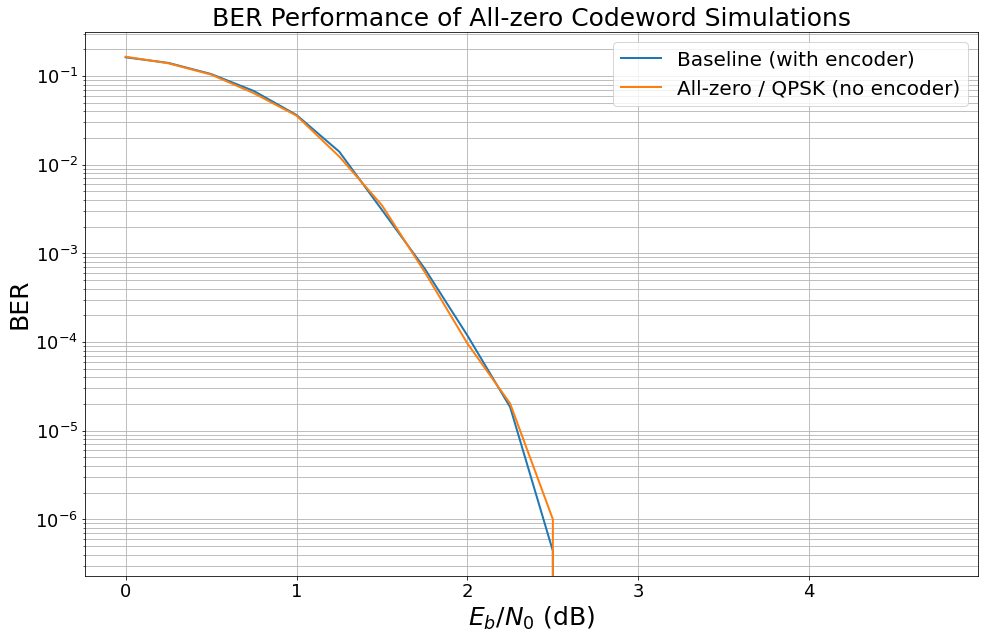 BER Performance of All-zero Codeword Simulations
Baseline (with encoder)
All-zero / QPSK (no encoder)
BER
10⁻¹
10⁻²
10⁻³
10⁻⁴
10⁻⁵
10⁻⁶
0 1 2 3 4
E_b/N_0 (dB)